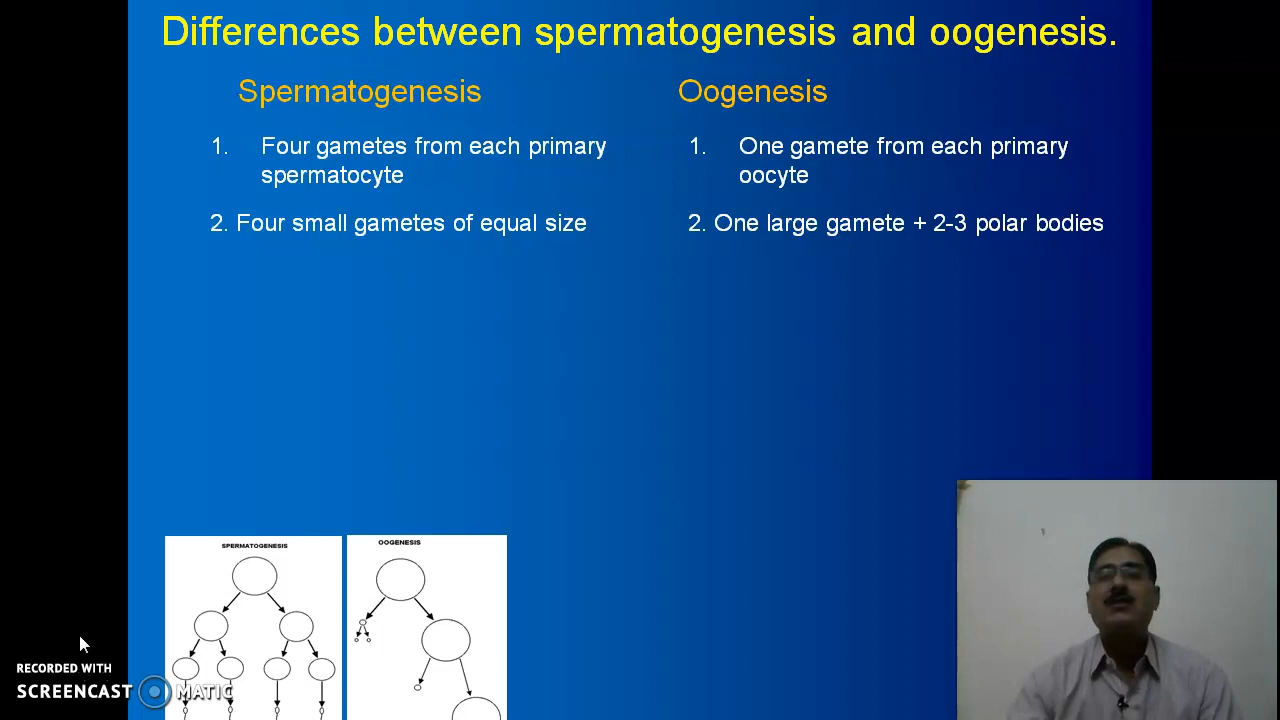 Differences between spermatogenesis and oogenesis.
Spermatogenesis
1. Four gametes from each primary
spermatocyte
2. Four small gametes of equal size
Oogenesis
1. One gamete from each primary
oocyte
2. One large gamete + 2-3 polar bodies
SPERMATOGENESIS
OOGENESIS
RECORDED WITH
SCREENCAST MATIC